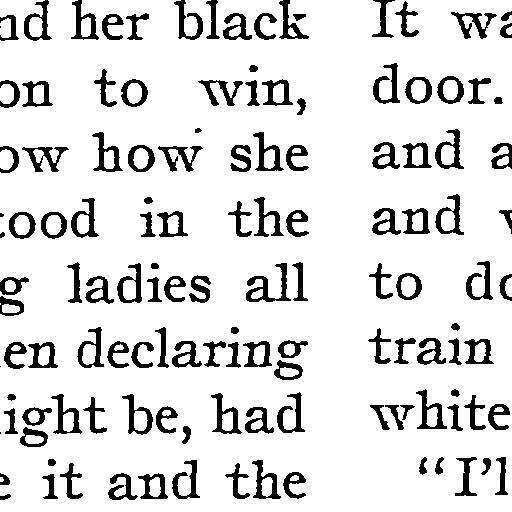 nd her black
on to win,
ow how she
tood in the
g ladies all
en declaring
ight be, had
e it and the
It wa
door.
and a
and
to do
train
white
"I'l